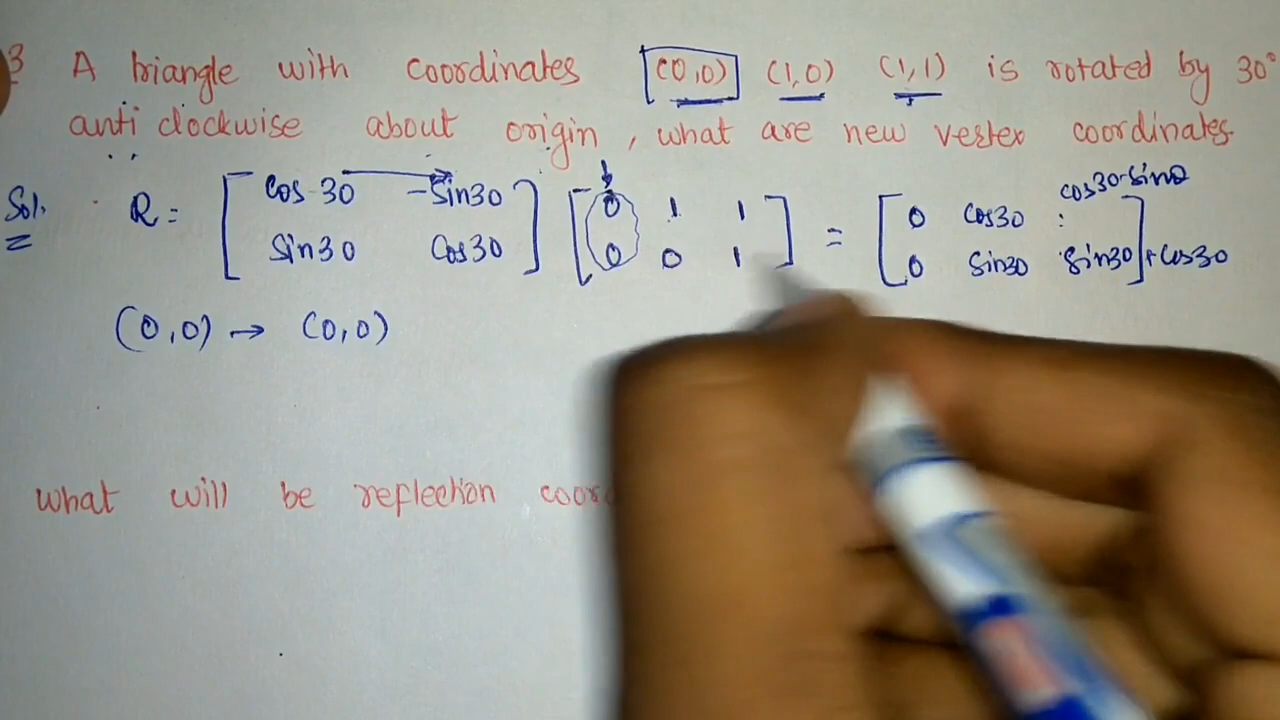 3 A triangle with coordinates (0,0) (1,0) (1,1) is rotated by 30°
anti clockwise about origin, what are new vertex coordinates.
Sol. R = [ cos 30 -Sin30 ] [ 0 1 1 ] = [ 0 Cos30 : cos30-sin
Sin30 Cos30 0 0 1 0 Sin30 Sin30 ] + Cos30
(0,0) → (0,0)
what will be reflection